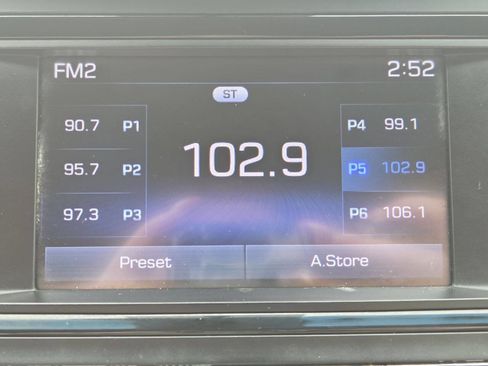 FM2 2:52
ST
90.7 P1
95.7 P2
97.3 P3
102.9
P4 99.1
P5 102.9
P6 106.1
Preset A.Store